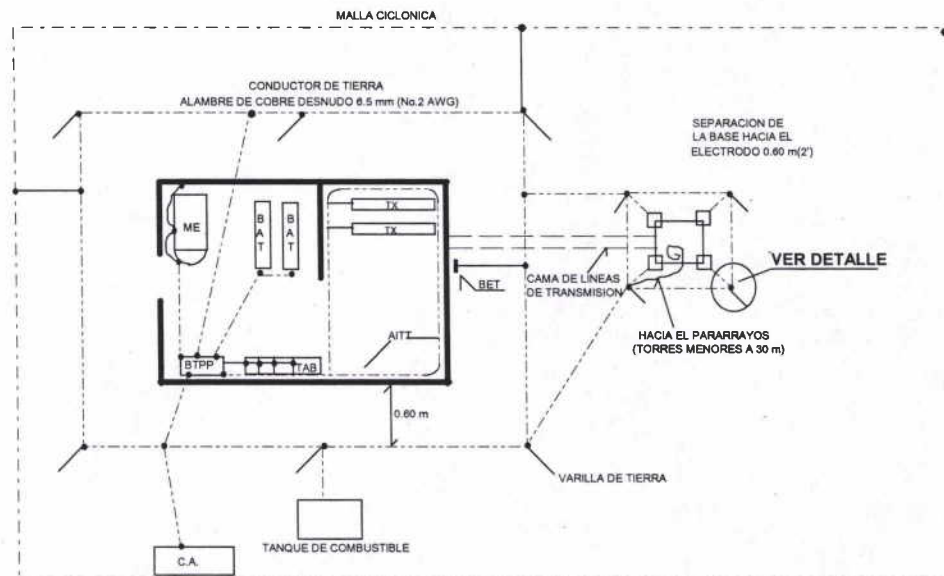 MALLA CICLONICA
CONDUCTOR DE TIERRA
ALAMBRE DE COBRE DESNUDO 6.5 mm (No.2 AWG)
SEPARACION DE
LA BASE HACIA EL
ELECTRODO 0.60 m(2')
ME
BAT
BAT
TX
TX
VER DETALLE
BET
CAMA DE LINEAS
DE TRANSMISION
HACIA EL PARARRAYOS
(TORRES MENORES A 30 m)
AITT
BTPP
TAB
0.60 m
VARILLA DE TIERRA
TANQUE DE COMBUSTIBLE
C.A.